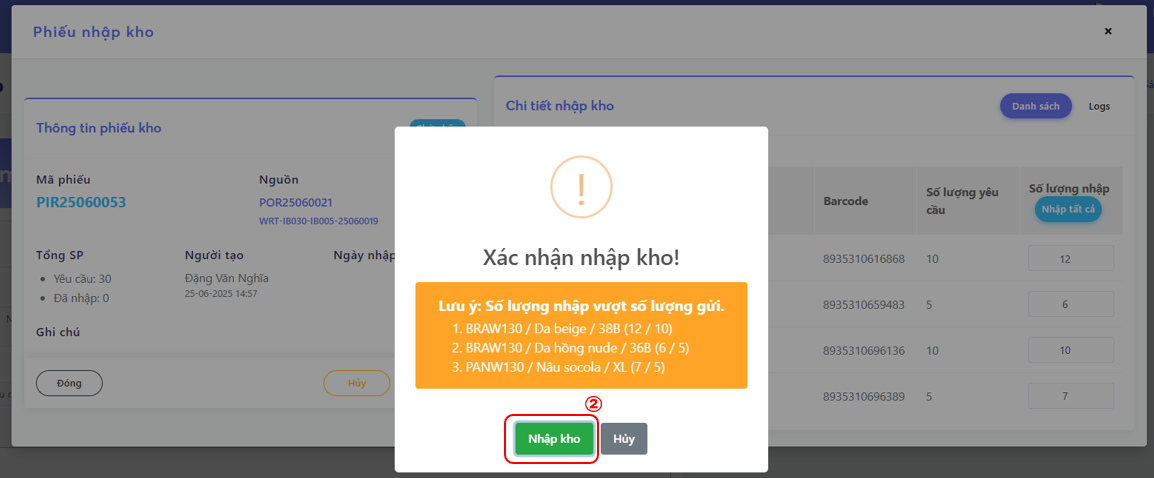 Phiếu nhập kho
×
Thông tin phiếu kho
Mã phiếu
PIR25060053
Nguồn
POR25060021
WRT-IB030-IB005-25060019
Tổng SP
Yêu cầu: 30
Đã nhập: 0
Người tạo
Đặng Văn Nghĩa
25-06-2025 14:57
Ngày nhập
Ghi chú
Đóng
Hủy
Chi tiết nhập kho
Danh sách
Logs
Barcode
Số lượng yêu
cầu
Số lượng nhập
Nhập tất cả
8935310616868 10 12
8935310659483 5 6
8935310696136 10 10
8935310696389 5 7
!
Xác nhận nhập kho!
Lưu ý: Số lượng nhập vượt số lượng gửi.
1. BRAW130 / Da beige / 38B (12 / 10)
2. BRAW130 / Da hồng nude / 36B (6 / 5)
3. PANW130 / Nâu socola / XL (7 / 5)
②
Nhập kho
Hủy